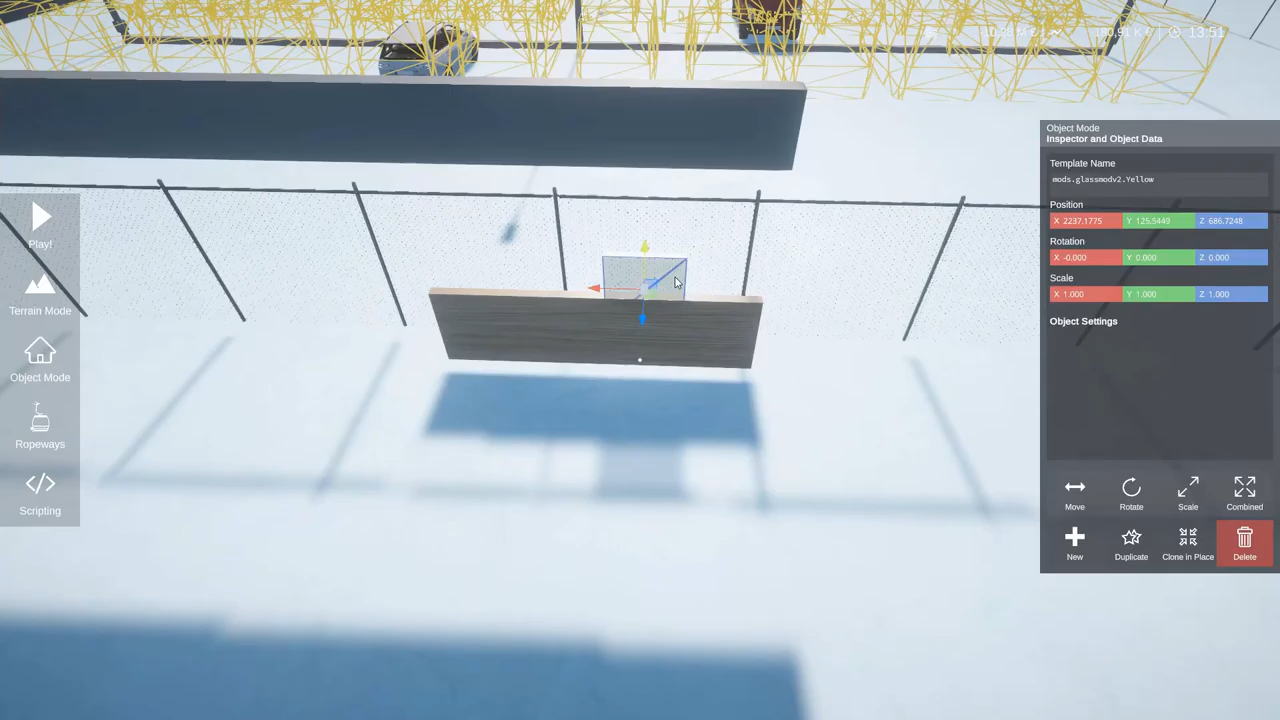 13:51
Play!
Terrain Mode
Object Mode
Ropeways
Scripting
Object Mode
Inspector and Object Data
Template Name
mods.glassmodv2.Yellow
Position
X 2237.1775 Y 125.5449 Z 686.7248
Rotation
X -0.000 Y 0.000 Z 0.000
Scale
X 1.000 Y 1.000 Z 1.000
Object Settings
Move Rotate Scale Combined
New Duplicate Clone in Place Delete